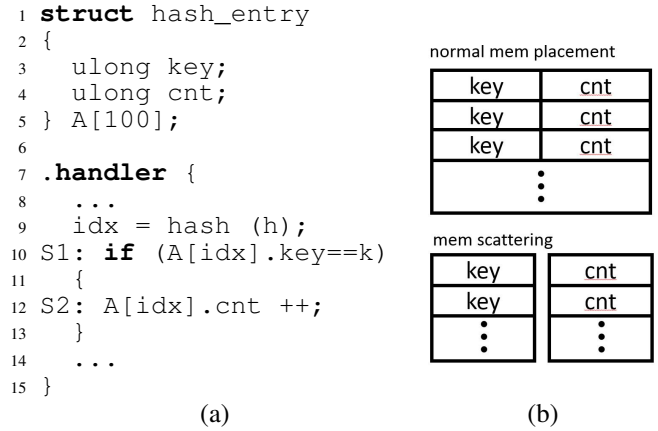 1 struct hash_entry
2 {
3 ulong key;
4 ulong cnt;
5 } A[100];
6
7 .handler {
8 ...
9 idx = hash (h);
10 S1: if (A[idx].key==k)
11 {
12 S2: A[idx].cnt ++;
13 }
14 ...
15 }
(a)
normal mem placement
key cnt
key cnt
key cnt
mem scattering
key cnt
key cnt
(b)